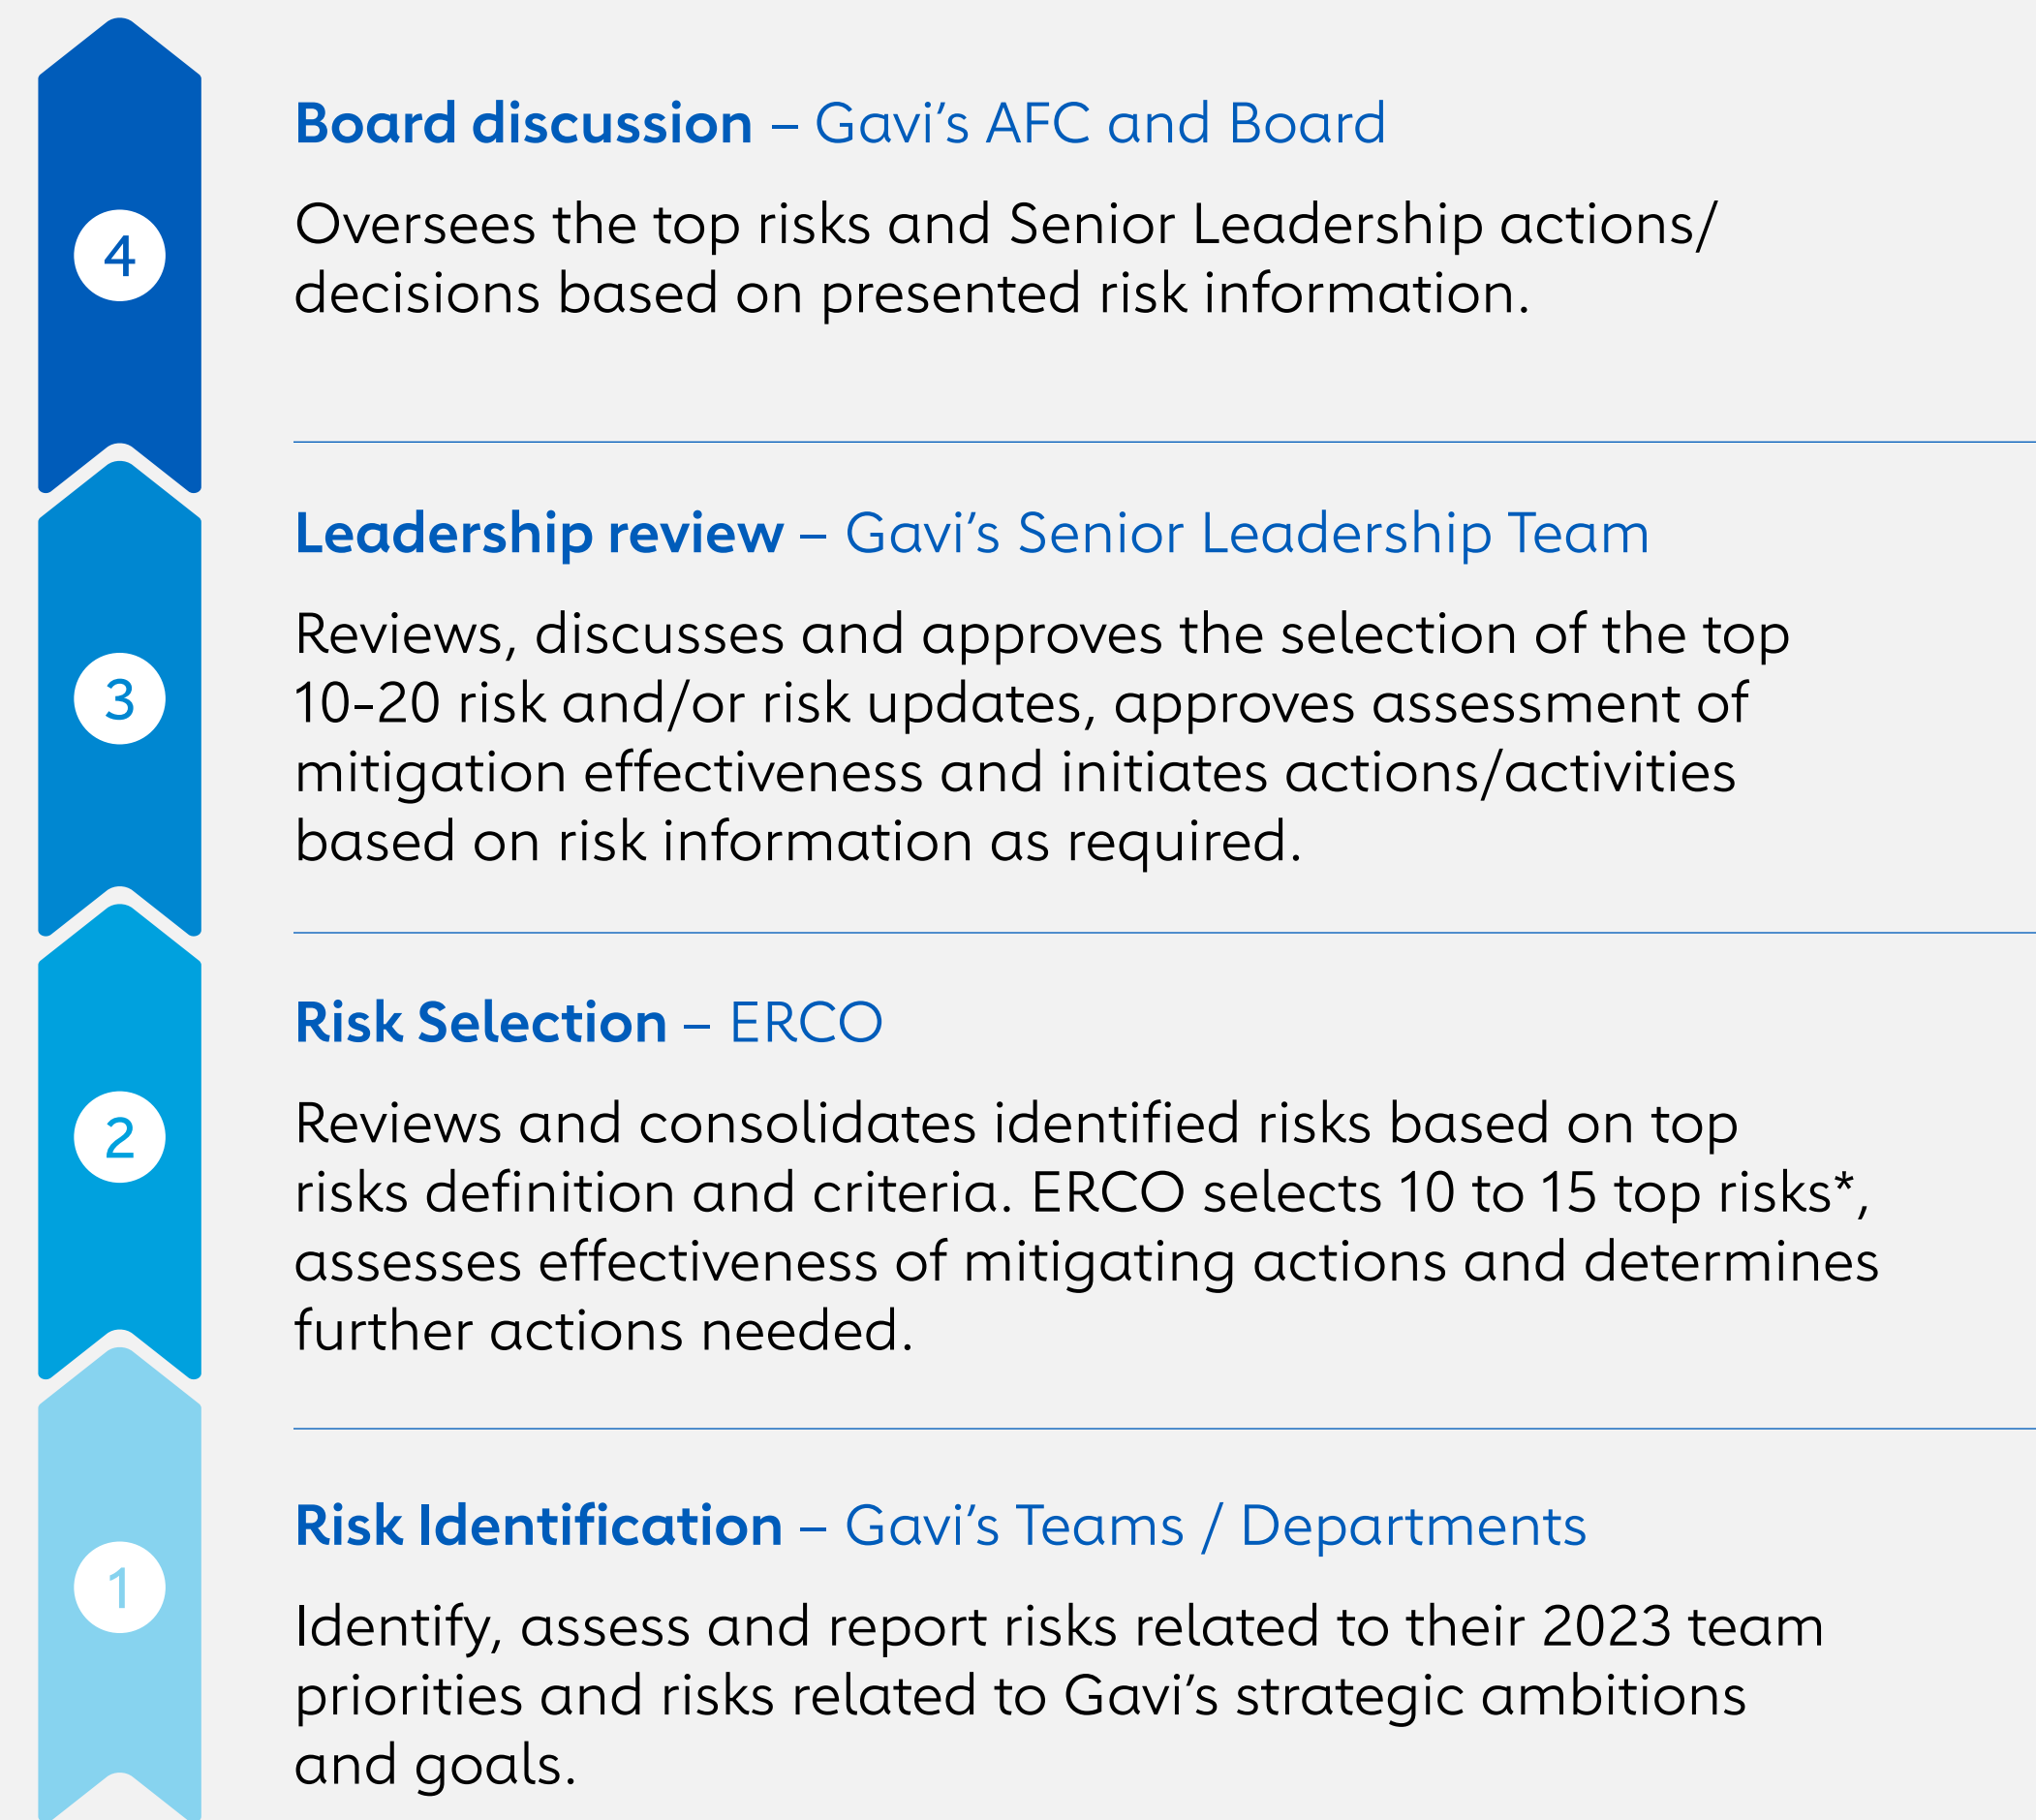 Board discussion – Gavi’s AFC and Board
4
Oversees the top risks and Senior Leadership actions/
decisions based on presented risk information.
Leadership review – Gavi’s Senior Leadership Team
3
Reviews, discusses and approves the selection of the top
10-20 risk and/or risk updates, approves assessment of
mitigation effectiveness and initiates actions/activities
based on risk information as required.
Risk Selection – ERCO
2
Reviews and consolidates identified risks based on top
risks definition and criteria. ERCO selects 10 to 15 top risks*,
assesses effectiveness of mitigating actions and determines
further actions needed.
Risk Identification – Gavi’s Teams / Departments
1
Identify, assess and report risks related to their 2023 team
priorities and risks related to Gavi’s strategic ambitions
and goals.